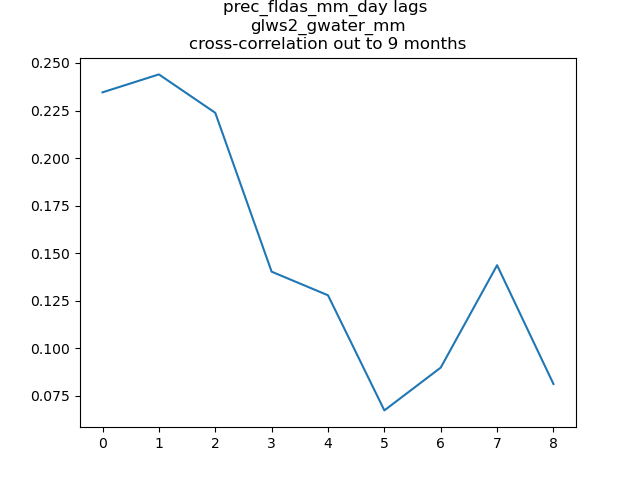 prec_fldas_mm_day lags
glws2_gwater_mm
cross-correlation out to 9 months
0.250
0.225
0.200
0.175
0.150
0.125
0.100
0.075
0 1 2 3 4 5 6 7 8